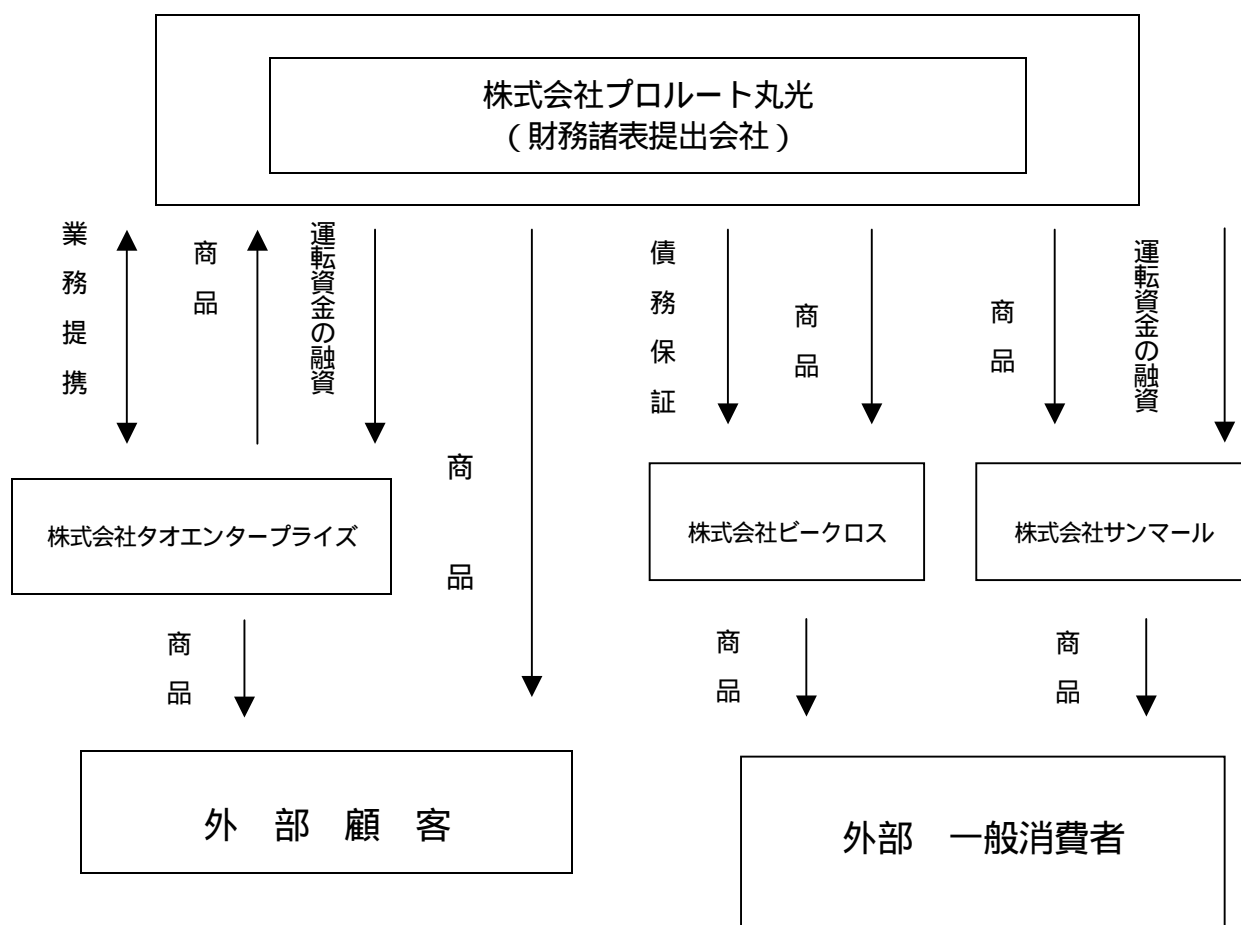 株式会社プロルート丸光
（財務諸表提出会社）
業務提携
商品
運転資金の融資
商品
債務保証
商品
商品
運転資金の融資
株式会社タオエンタープライズ
株式会社ビークロス
株式会社サンマール
商品
商品
商品
外部顧客
外部　一般消費者